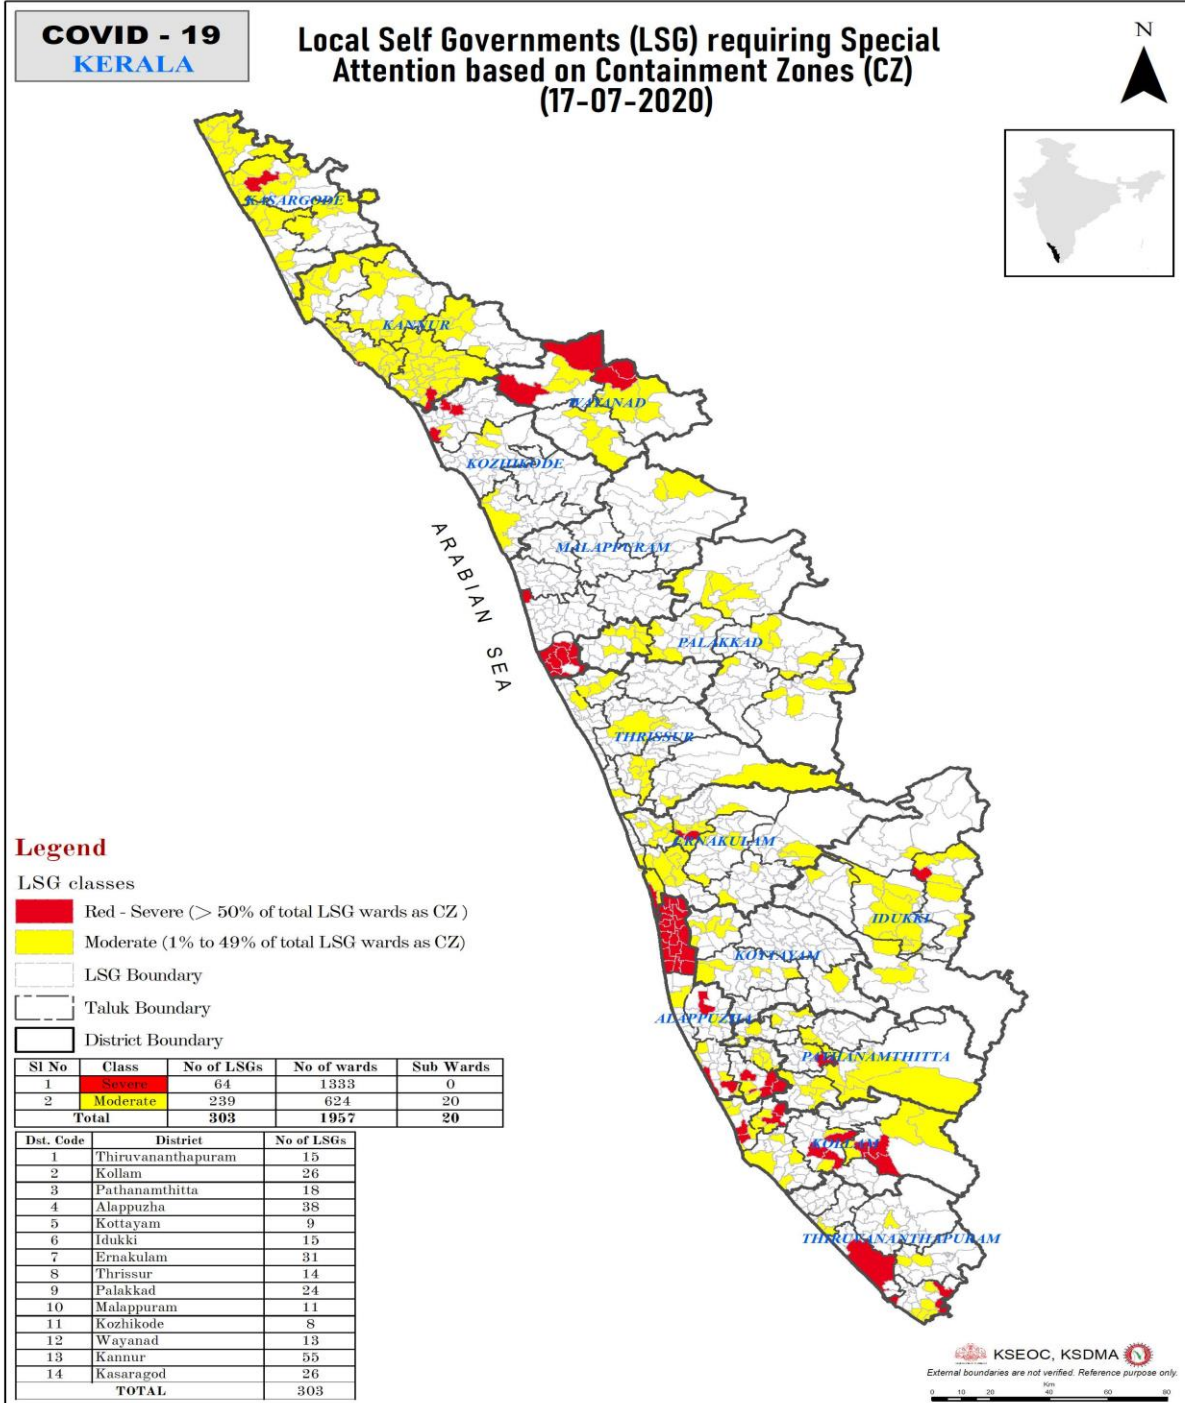 COVID - 19
KERALA
Local Self Governments (LSG) requiring Special
Attention based on Containment Zones (CZ)
(17-07-2020)
N
KASARGODE
KANNUR
WAYANAD
KOZHIKODE
MALAPPURAM
ARABIAN SEA
PALAKKAD
THRISSUR
ERNAKULAM
IDUKKI
KOTTAYAM
ALAPPUZHA
PATHANAMTHITTA
KOLLAM
THIRUVANANTHAPURAM
Legend
LSG classes
Red - Severe (> 50% of total LSG wards as CZ )
Moderate (1% to 49% of total LSG wards as CZ)
LSG Boundary
Taluk Boundary
District Boundary
Sl No Class No of LSGs No of wards Sub Wards
1 Severe 64 1333 0
2 Moderate 239 624 20
Total 303 1957 20
Dst. Code District No of LSGs
1 Thiruvananthapuram 15
2 Kollam 26
3 Pathanamthitta 18
4 Alappuzha 38
5 Kottayam 9
6 Idukki 15
7 Ernakulam 31
8 Thrissur 14
9 Palakkad 24
10 Malappuram 11
11 Kozhikode 8
12 Wayanad 13
13 Kannur 55
14 Kasaragod 26
TOTAL 303
KSEOC, KSDMA
External boundaries are not verified. Reference purpose only.
Km
0 10 20 40 60 80